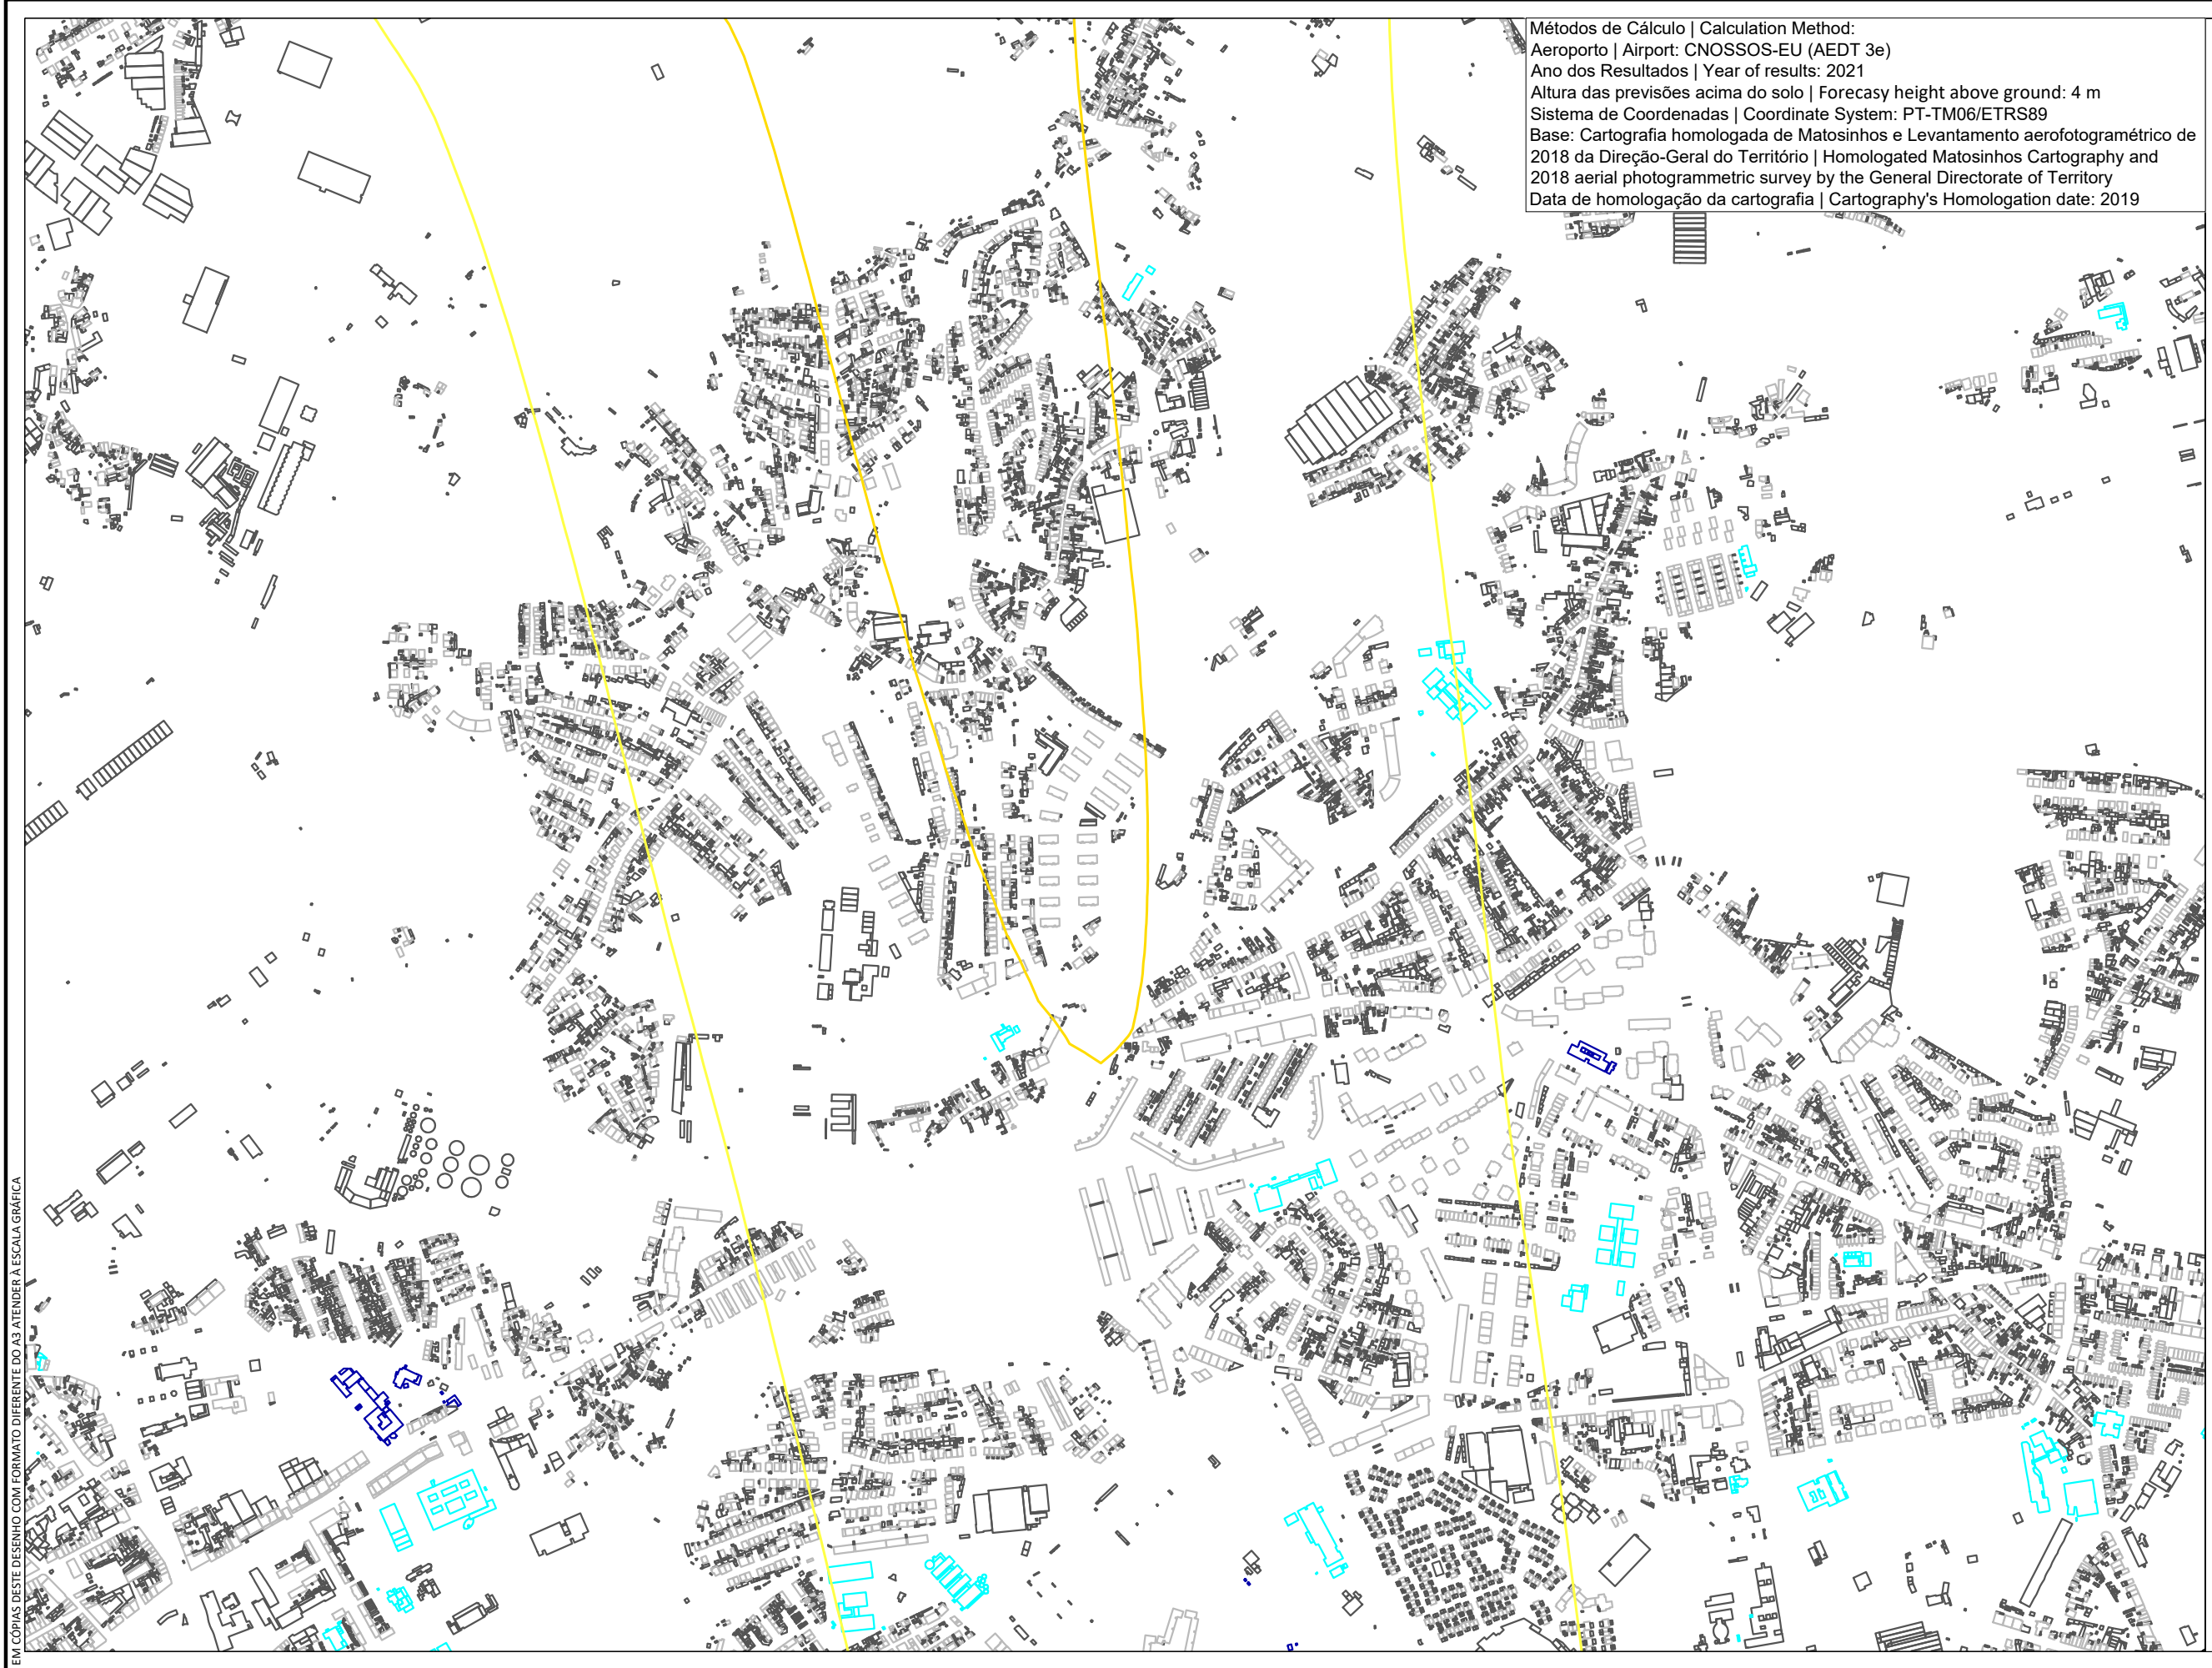 Métodos de Cálculo | Calculation Method:
Aeroporto | Airport: CNOSSOS-EU (AEDT 3e)
Ano dos Resultados | Year of results: 2021
Altura das previsões acima do solo | Forecasy height above ground: 4 m
Sistema de Coordenadas | Coordinate System: PT-TM06/ETRS89
Base: Cartografia homologada de Matosinhos e Levantamento aerofotogramétrico de
2018 da Direção-Geral do Território | Homologated Matosinhos Cartography and
2018 aerial photogrammetric survey by the General Directorate of Territory
Data de homologação da cartografia | Cartography's Homologation date: 2019
EM CÓPIAS DESTE DESENHO COM FORMATO DIFERENTE DO A3 ATENDER À ESCALA GRÁFICA